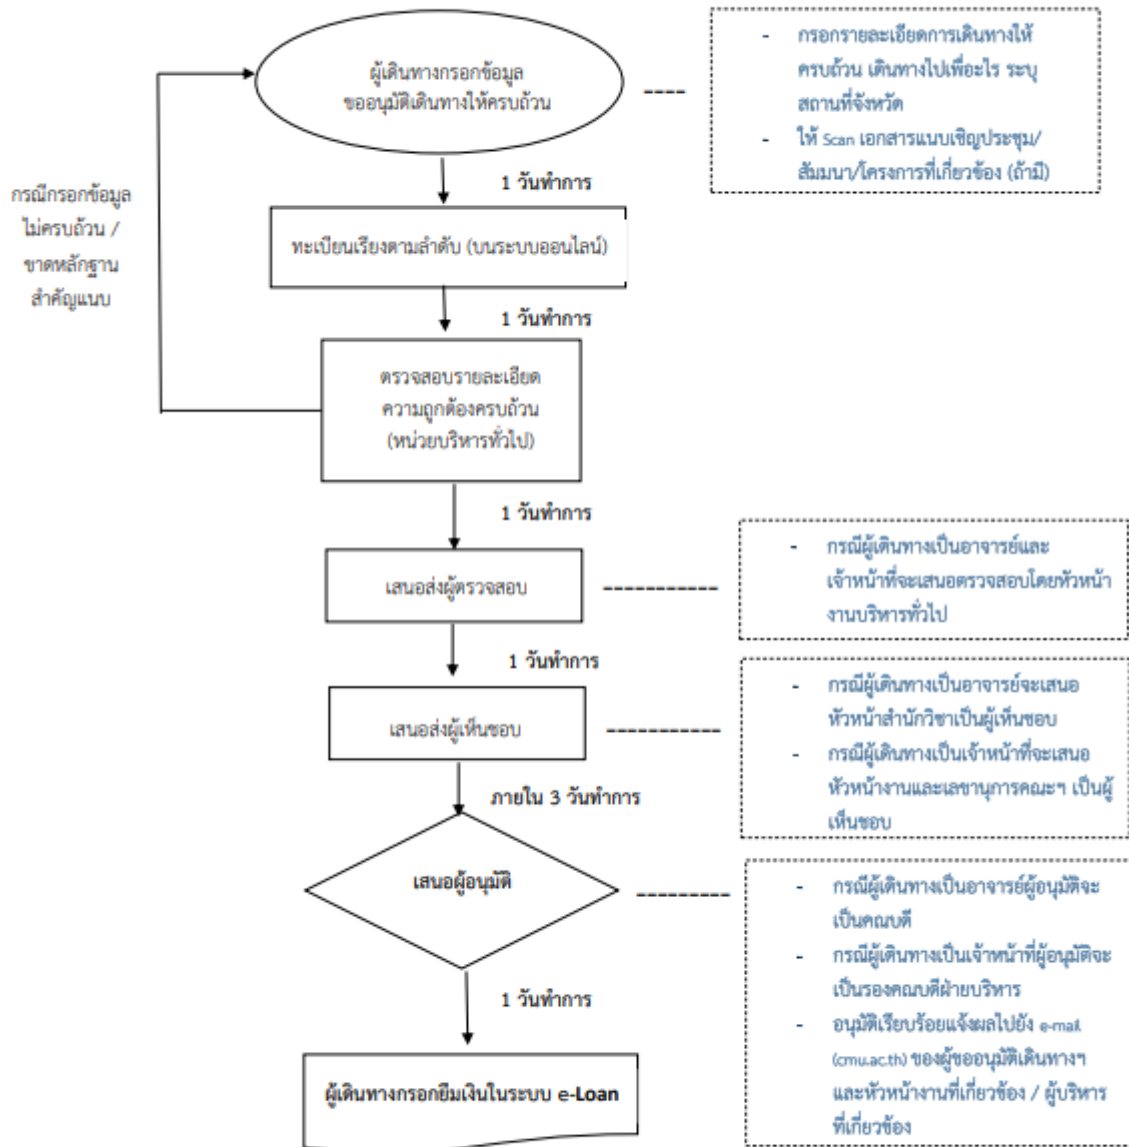 ผู้เดินทางกรอกข้อมูล
ขออนุมัติเดินทางให้ครบถ้วน
----
- กรอกรายละเอียดการเดินทางให้
ครบถ้วน เดินทางไปเพื่ออะไร ระบุ
สถานที่จังหวัด
- ให้ Scan เอกสารแนบเชิญประชุม/
สัมมนา/โครงการที่เกี่ยวข้อง (ถ้ามี)
1 วันทำการ
กรณีกรอกข้อมูล
ไม่ครบถ้วน /
ขาดหลักฐาน
สำคัญแนบ
ทะเบียนเรียงตามลำดับ (บนระบบออนไลน์)
1 วันทำการ
ตรวจสอบรายละเอียด
ความถูกต้องครบถ้วน
(หน่วยบริหารทั่วไป)
1 วันทำการ
เสนอส่งผู้ตรวจสอบ
-----------
- กรณีผู้เดินทางเป็นอาจารย์และ
เจ้าหน้าที่จะเสนอตรวจสอบโดยหัวหน้า
งานบริหารทั่วไป
1 วันทำการ
เสนอส่งผู้เห็นชอบ
-----------
- กรณีผู้เดินทางเป็นอาจารย์จะเสนอ
หัวหน้าสำนักวิชาเป็นผู้เห็นชอบ
- กรณีผู้เดินทางเป็นเจ้าหน้าที่จะเสนอ
หัวหน้างานและเลขานุการคณะฯ เป็นผู้
เห็นชอบ
ภายใน 3 วันทำการ
เสนอผู้อนุมัติ
---------
- กรณีผู้เดินทางเป็นอาจารย์ผู้อนุมัติจะ
เป็นคณบดี
- กรณีผู้เดินทางเป็นเจ้าหน้าที่ผู้อนุมัติจะ
เป็นรองคณบดีฝ่ายบริหาร
- อนุมัติเรียบร้อยแจ้งผลไปยัง e-mail
(cmu.ac.th) ของผู้ขออนุมัติเดินทางฯ
และหัวหน้างานที่เกี่ยวข้อง / ผู้บริหาร
ที่เกี่ยวข้อง
1 วันทำการ
ผู้เดินทางกรอกยืมเงินในระบบ e-Loan